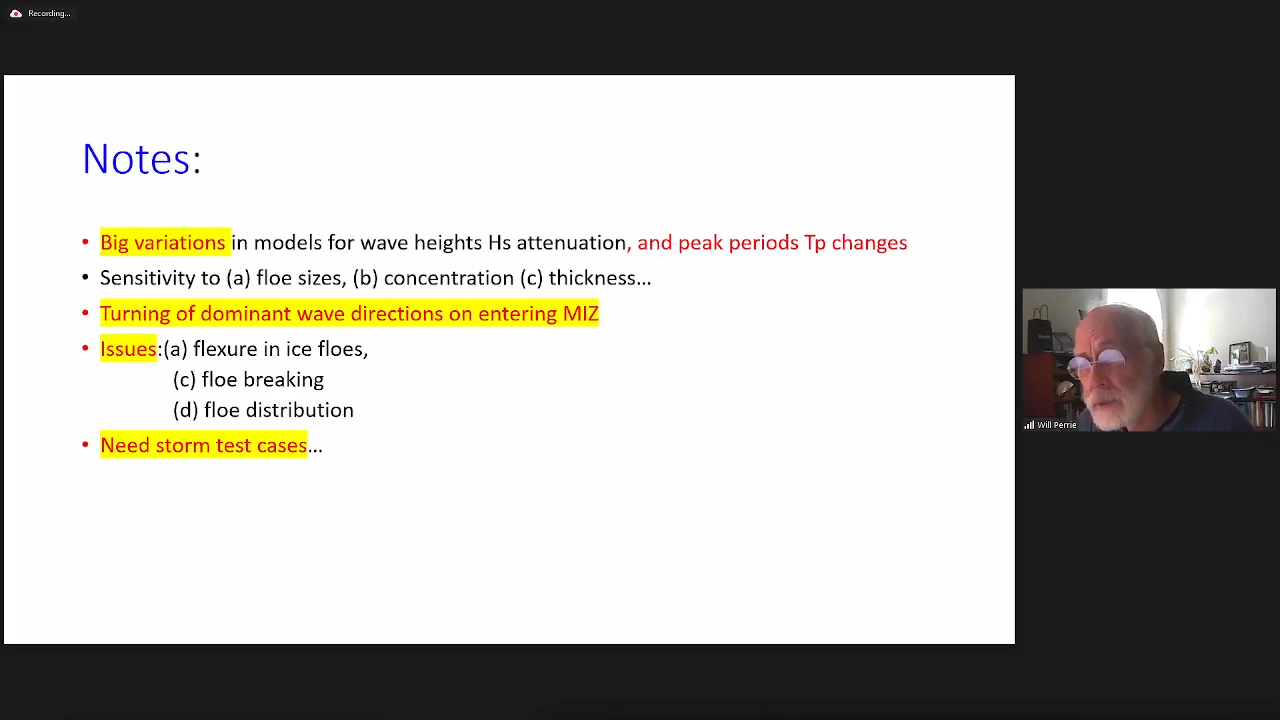 Recording...
Notes:
• Big variations in models for wave heights Hs attenuation, and peak periods Tp changes
• Sensitivity to (a) floe sizes, (b) concentration (c) thickness...
• Turning of dominant wave directions on entering MIZ
• Issues:(a) flexure in ice floes,
(c) floe breaking
(d) floe distribution
• Need storm test cases...
Will Perrie